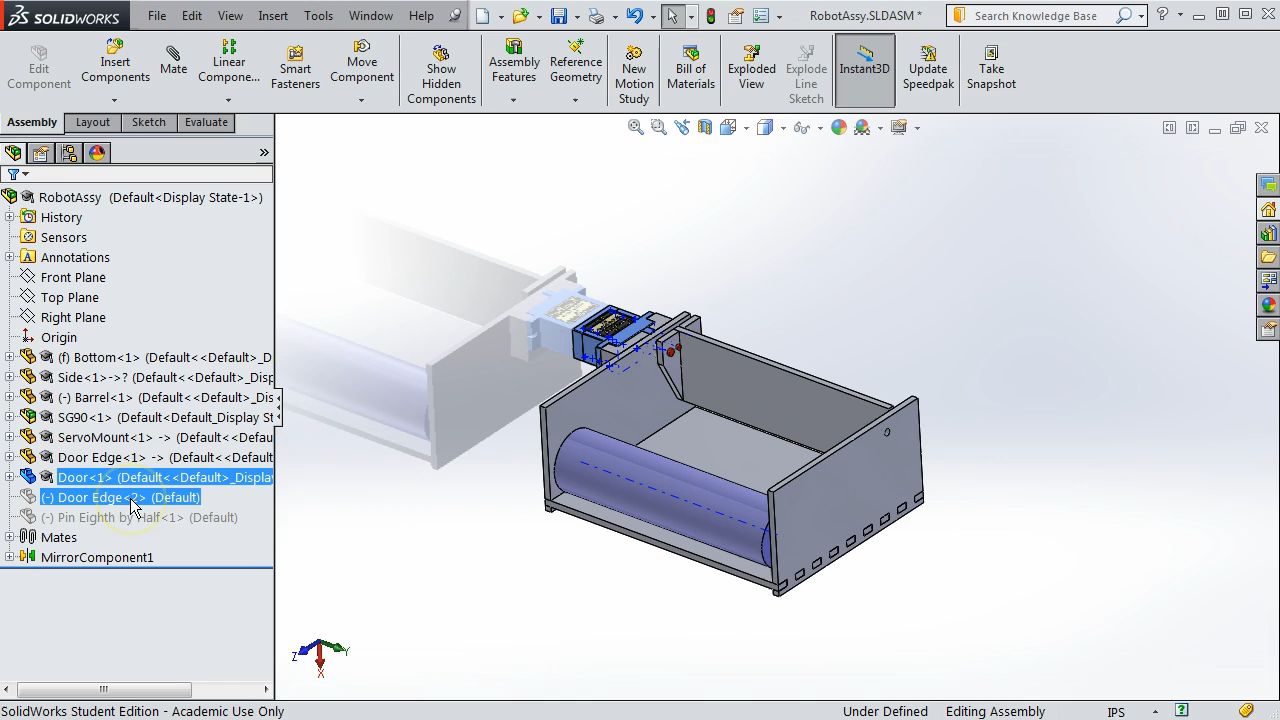 SOLIDWORKS File Edit View Insert Tools Window Help RobotAssy.SLDASM * Search Knowledge Base
Edit Component
Insert Components
Mate
Linear Compone...
Smart Fasteners
Move Component
Show Hidden Components
Assembly Features
Reference Geometry
New Motion Study
Bill of Materials
Exploded View
Explode Line Sketch
Instant3D
Update Speedpak
Take Snapshot
Assembly Layout Sketch Evaluate
RobotAssy (Default<Display State-1>)
History
Sensors
Annotations
Front Plane
Top Plane
Right Plane
Origin
(f) Bottom<1> (Default<<Default>_D
Side<1>->? (Default<<Default>_Disp
(-) Barrel<1> (Default<<Default>_Dis
SG90<1> (Default<Default_Display St
ServoMount<1> -> (Default<<Defau
Door Edge<1> -> (Default<<Default
Door<1> (Default<<Default>_Displa
(-) Door Edge<2> (Default)
(-) Pin Eighth by Half<1> (Default)
Mates
MirrorComponent1
Z Y
X
SolidWorks Student Edition - Academic Use Only Under Defined Editing Assembly IPS